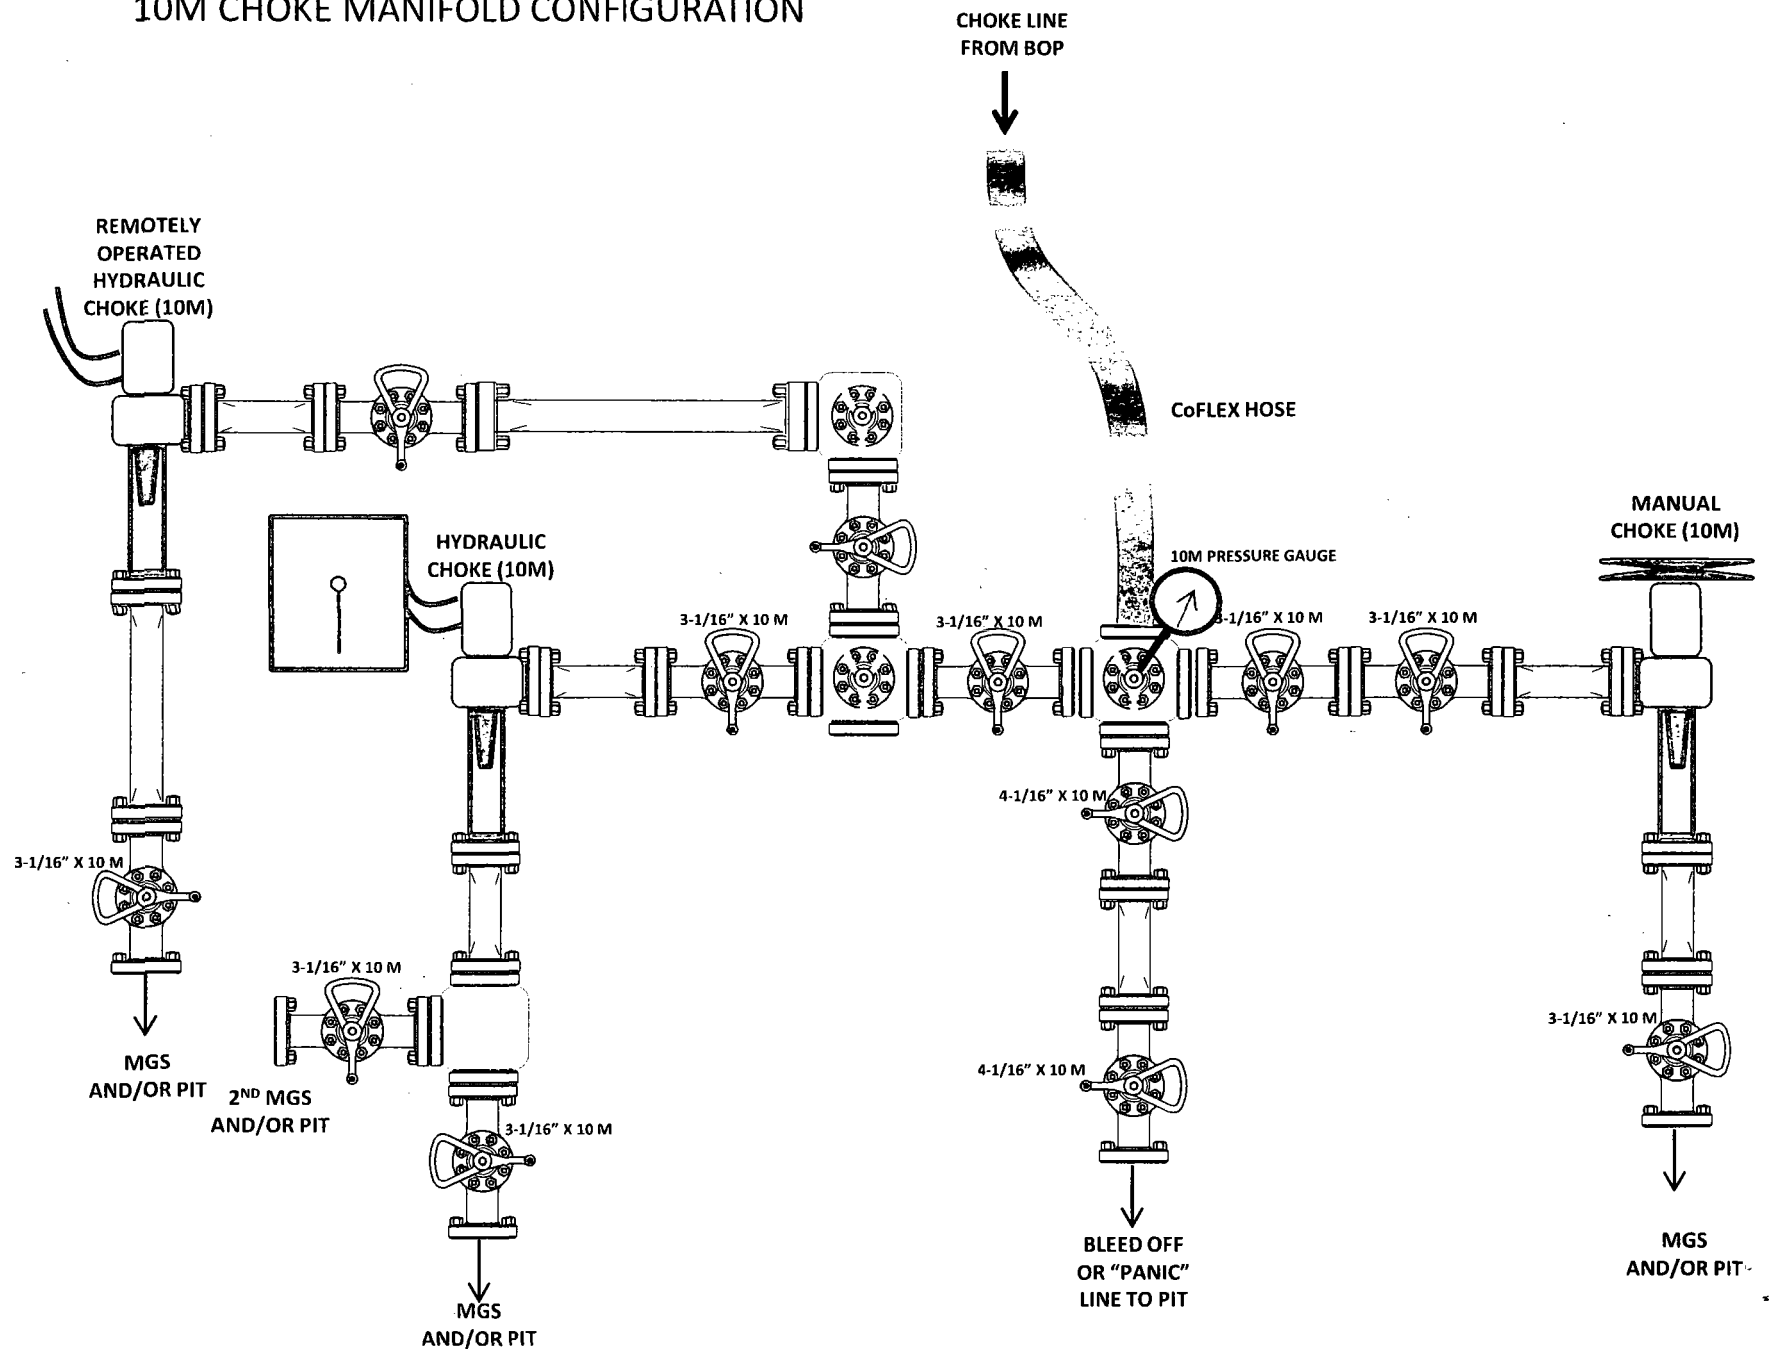 10M CHOKE MANIFOLD CONFIGURATION
CHOKE LINE
FROM BOP
REMOTELY
OPERATED
HYDRAULIC
CHOKE (10M)
CoFLEX HOSE
MANUAL
CHOKE (10M)
HYDRAULIC
CHOKE (10M)
10M PRESSURE GAUGE
3-1/16" X 10 M
3-1/16" X 10 M
3-1/16" X 10 M
3-1/16" X 10 M
4-1/16" X 10 M
3-1/16" X 10 M
3-1/16" X 10 M
3-1/16" X 10 M
4-1/16" X 10 M
MGS
AND/OR PIT
2ND MGS
AND/OR PIT
3-1/16" X 10 M
BLEED OFF
OR "PANIC"
LINE TO PIT
MGS
AND/OR PIT
MGS
AND/OR PIT